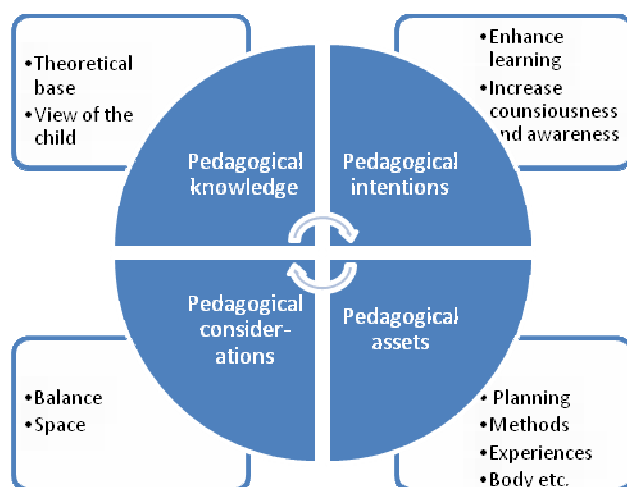 •Theoretical
base
•View of the
child
•Enhance
learning
•Increase
counsiousness
and awareness
Pedagogical
knowledge
Pedagogical
intentions
Pedagogical
consider-
ations
Pedagogical
assets
•Balance
•Space
• Planning
•Methods
•Experiences
•Body etc.